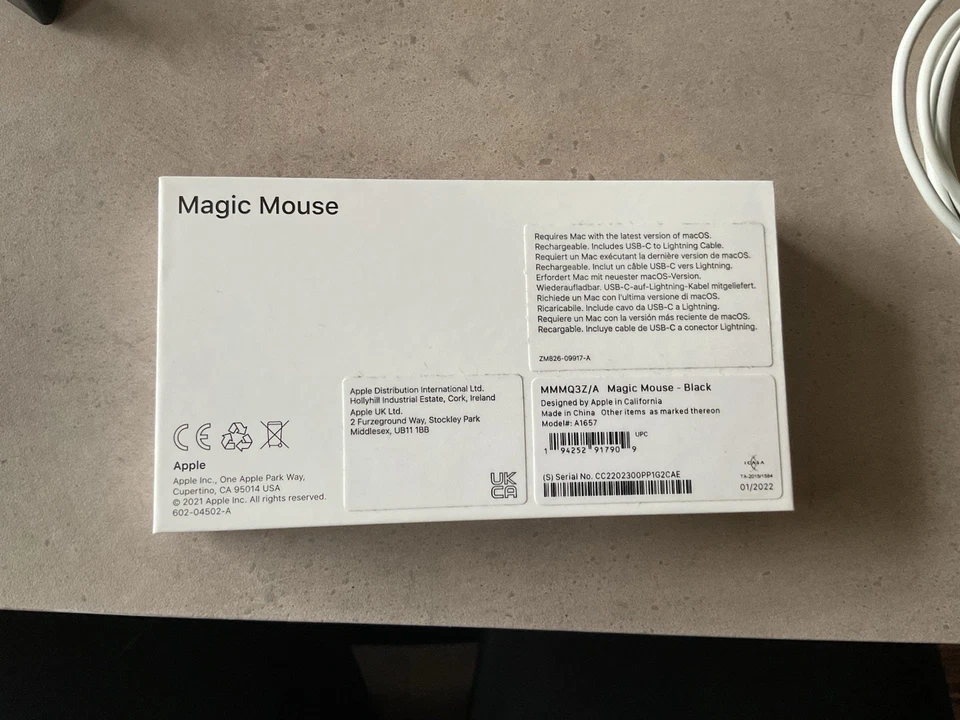 Magic Mouse
Requires Mac with the latest version of macOS.
Rechargeable. Includes USB-C to Lightning Cable.
Requiert un Mac exécutant la dernière version de macOS.
Rechargeable. Inclut un câble USB-C vers Lightning.
Erfordert Mac mit neuester macOS-Version.
Wiederaufladbar. USB-C-auf-Lightning-Kabel mitgeliefert.
Richiede un Mac con l'ultima versione di macOS.
Ricaricabile. Include cavo da USB-C a Lightning.
Requiere un Mac con la versión más reciente de macOS.
Recargable. Incluye cable de USB-C a conector Lightning.
ZM826-09917-A
CE
Apple
Apple Inc., One Apple Park Way,
Cupertino, CA 95014 USA
© 2021 Apple Inc. All rights reserved.
602-04502-A
Apple Distribution International Ltd.
Hollyhill Industrial Estate, Cork, Ireland
Apple UK Ltd.
2 Furzeground Way, Stockley Park
Middlesex, UB11 1BB
UK
CA
MMMQ3Z/A Magic Mouse - Black
Designed by Apple in California
Made in China Other items as marked thereon
Model#: A1657
UPC
1 94252 91790 9
(S) Serial No. CC2202300PP1G2CAE
ICASA
01/2022